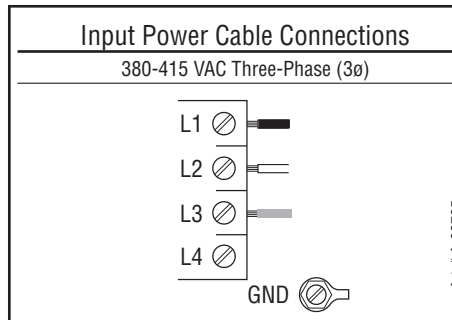 Input Power Cable Connections
380-415 VAC Three-Phase (3ø)
L1
L2
L3
L4
GND